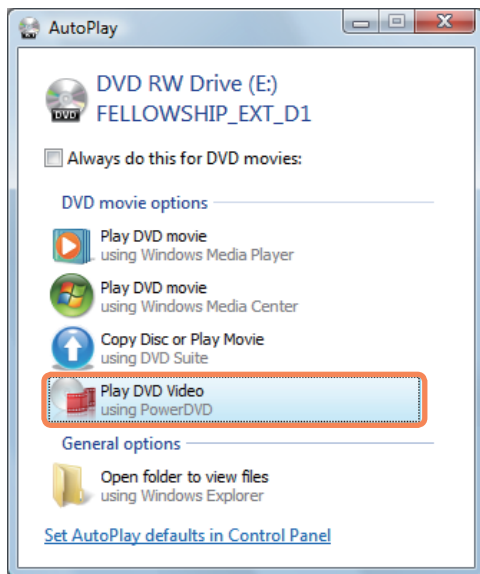 AutoPlay
DVD RW Drive (E:)
FELLOWSHIP_EXT_D1
DVD
Always do this for DVD movies:
DVD movie options
Play DVD movie
using Windows Media Player
Play DVD movie
using Windows Media Center
Copy Disc or Play Movie
using DVD Suite
Play DVD Video
using PowerDVD
General options
Open folder to view files
using Windows Explorer
Set AutoPlay defaults in Control Panel